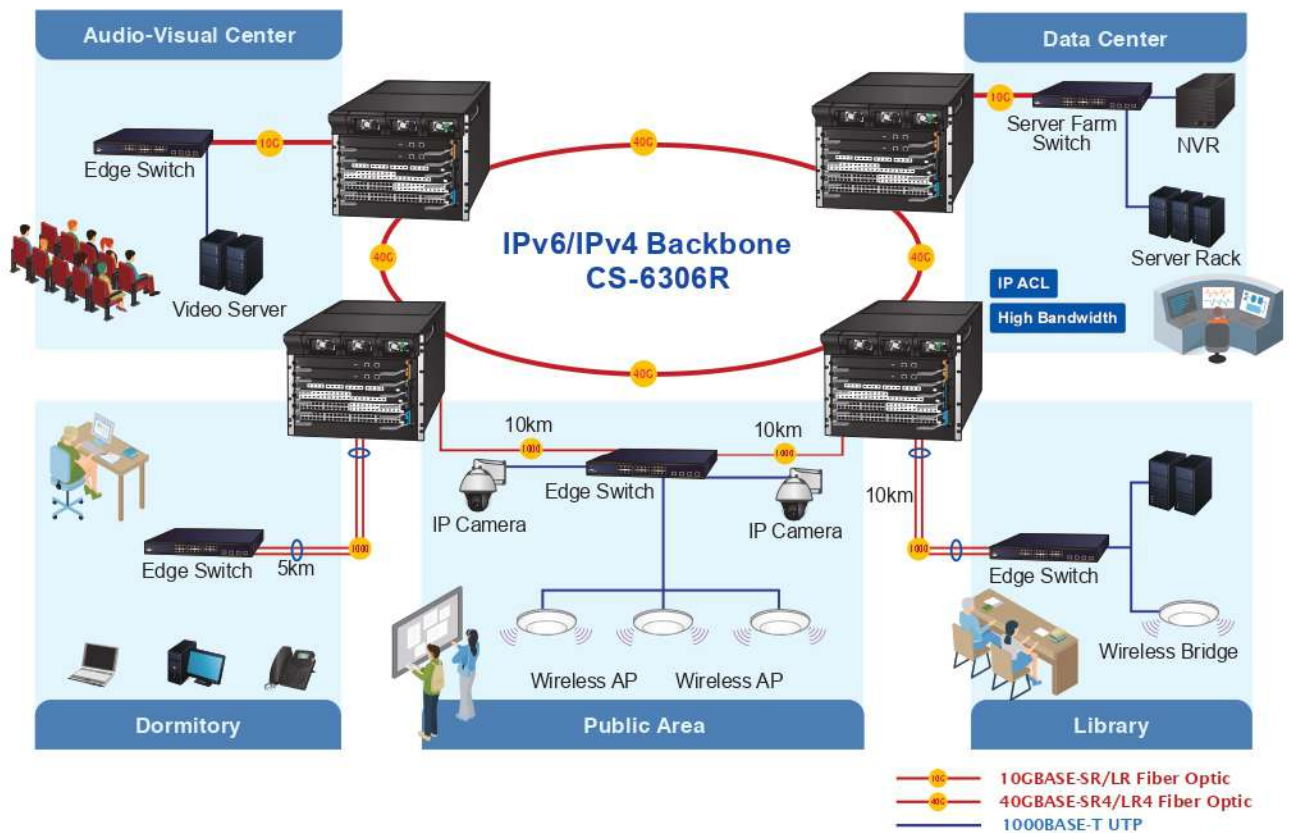 Audio-Visual Center
Data Center
10G
Edge Switch
Video Server
40G
40G
IPv6/IPv4 Backbone
CS-6306R
40G
40G
10G
Server Farm
Switch
NVR
Server Rack
IP ACL
High Bandwidth
10km
1000
10km
1000
Edge Switch
IP Camera
IP Camera
Edge Switch
5km
1000
10km
1000
Edge Switch
Wireless AP
Wireless AP
Wireless Bridge
Dormitory
Public Area
Library
10G
10GBASE-SR/LR Fiber Optic
40G
40GBASE-SR4/LR4 Fiber Optic
1000BASE-T UTP